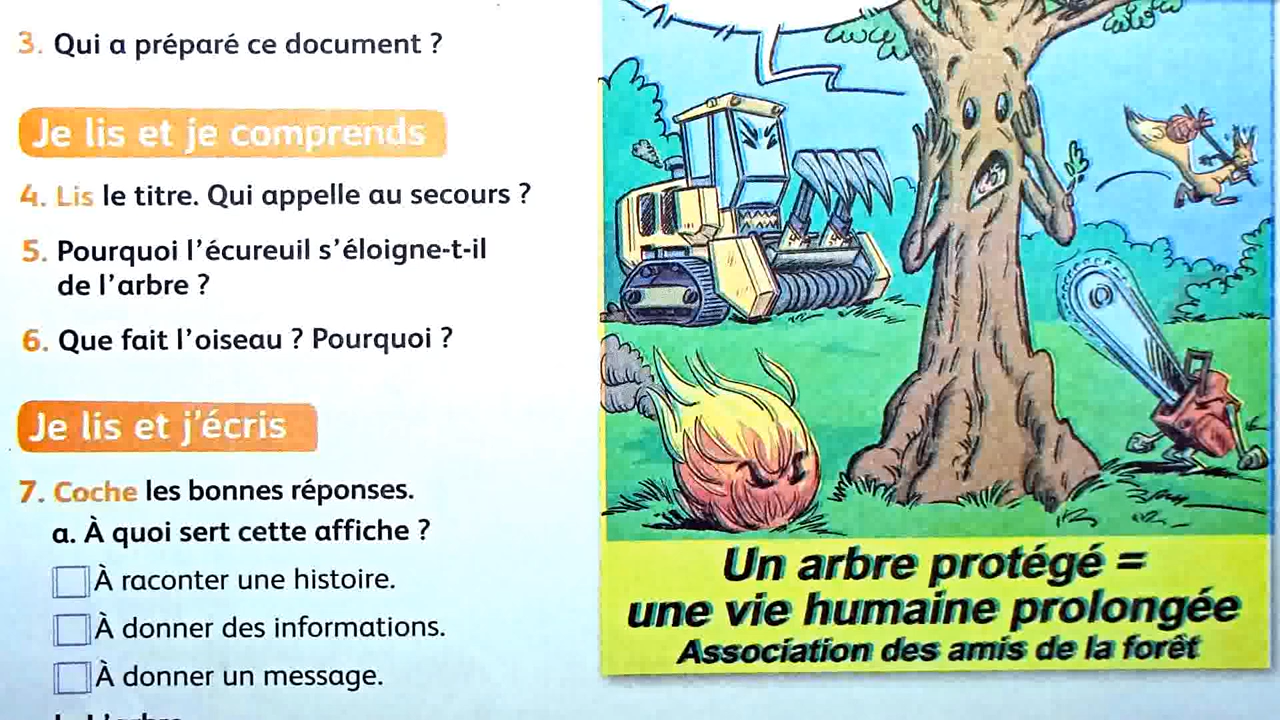 3. Qui a préparé ce document ?
Je lis et je comprends
4. Lis le titre. Qui appelle au secours ?
5. Pourquoi l'écureuil s'éloigne-t-il
de l'arbre ?
6. Que fait l'oiseau ? Pourquoi ?
Je lis et j'écris
7. Coche les bonnes réponses.
a. À quoi sert cette affiche ?
À raconter une histoire.
À donner des informations.
À donner un message.
Un arbre protégé =
une vie humaine prolongée
Association des amis de la forêt